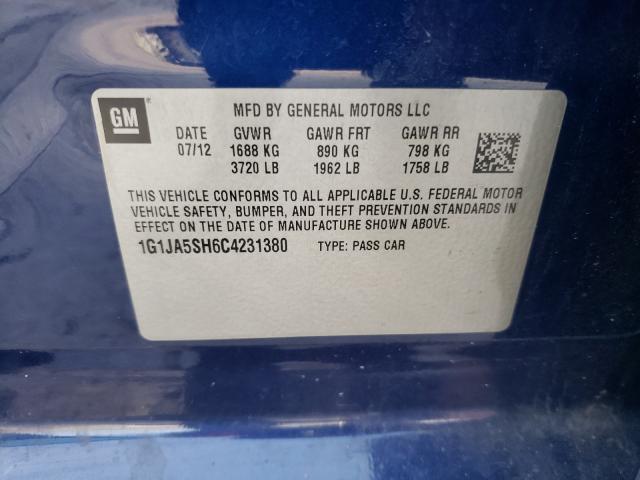 GM ®
MFD BY GENERAL MOTORS LLC
DATE GVWR GAWR FRT GAWR RR
07/12 1688 KG 890 KG 798 KG
3720 LB 1962 LB 1758 LB
THIS VEHICLE CONFORMS TO ALL APPLICABLE U.S. FEDERAL MOTOR
VEHICLE SAFETY, BUMPER, AND THEFT PREVENTION STANDARDS IN
EFFECT ON THE DATE OF MANUFACTURE SHOWN ABOVE.
1G1JA5SH6C4231380 TYPE: PASS CAR